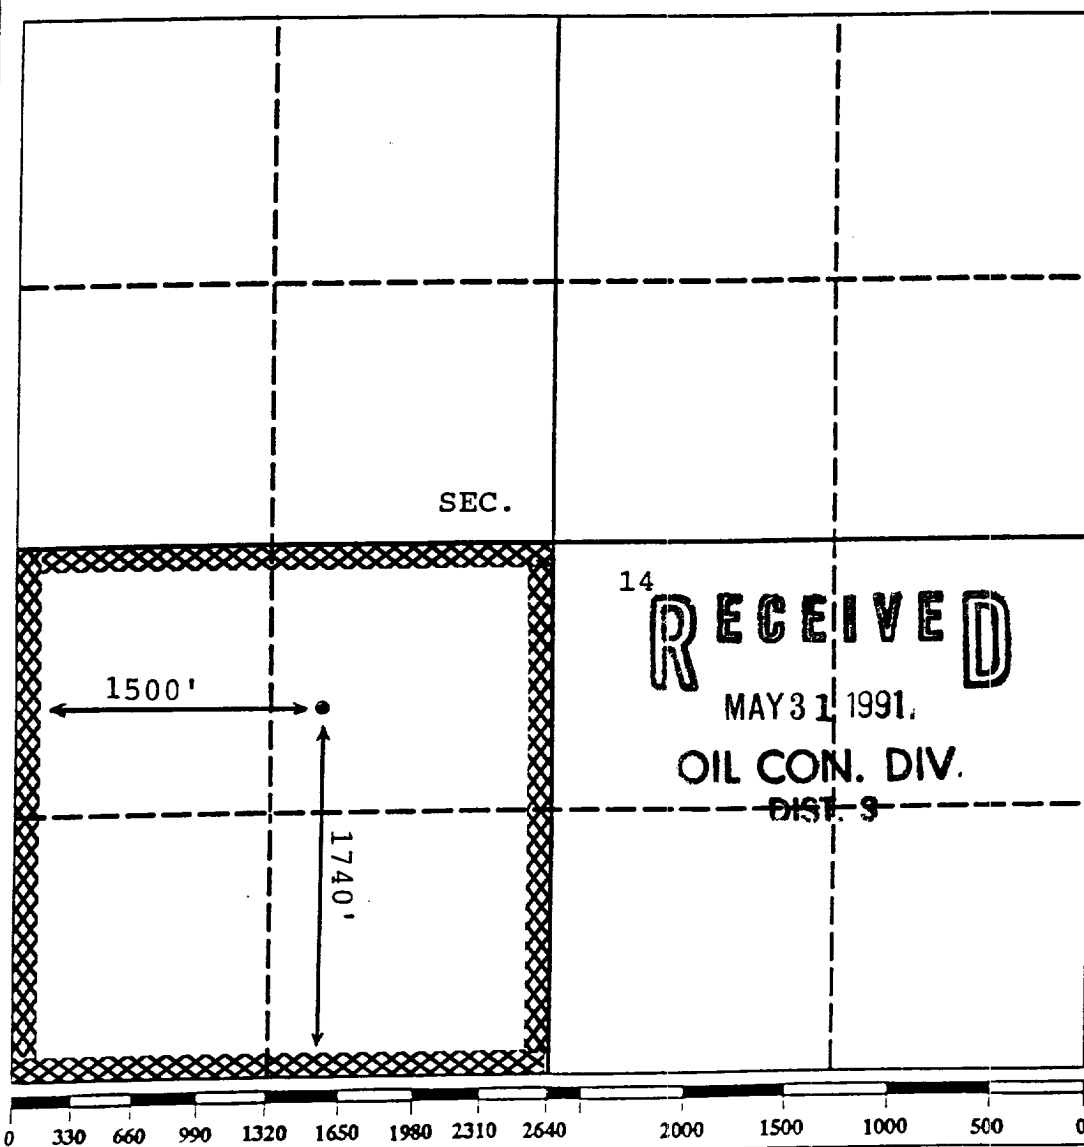 SEC.
14
RECEIVED
1500'
MAY 31 1991.
OIL CON. DIV.
DIST. 3
1740'
0 330 660 990 1320 1650 1980 2310 2640 2000 1500 1000 500 0